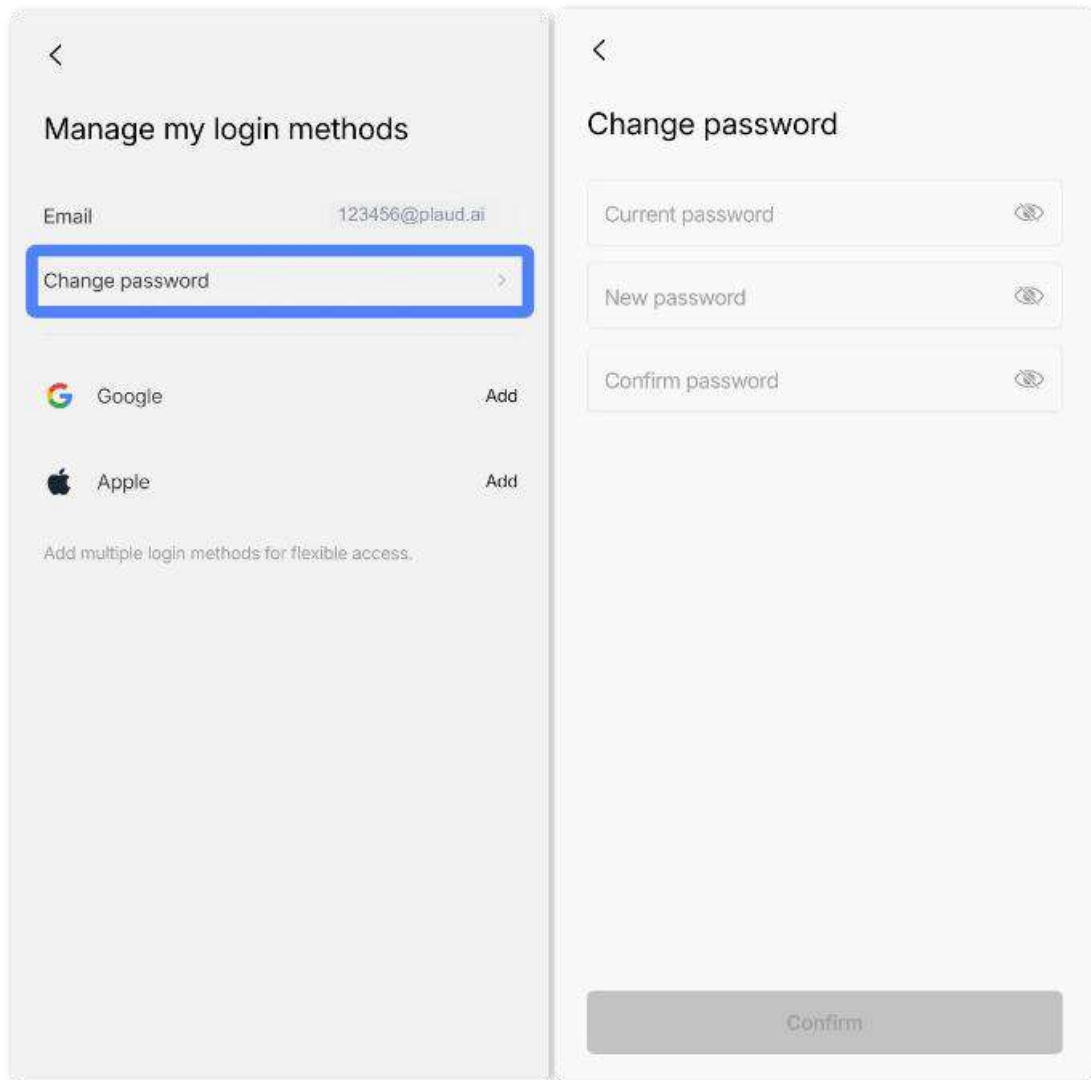 Manage my login methods
Email 123456@plaud.ai
Change password
Google Add
Apple Add
Add multiple login methods for flexible access.
Change password
Current password
New password
Confirm password
Confirm